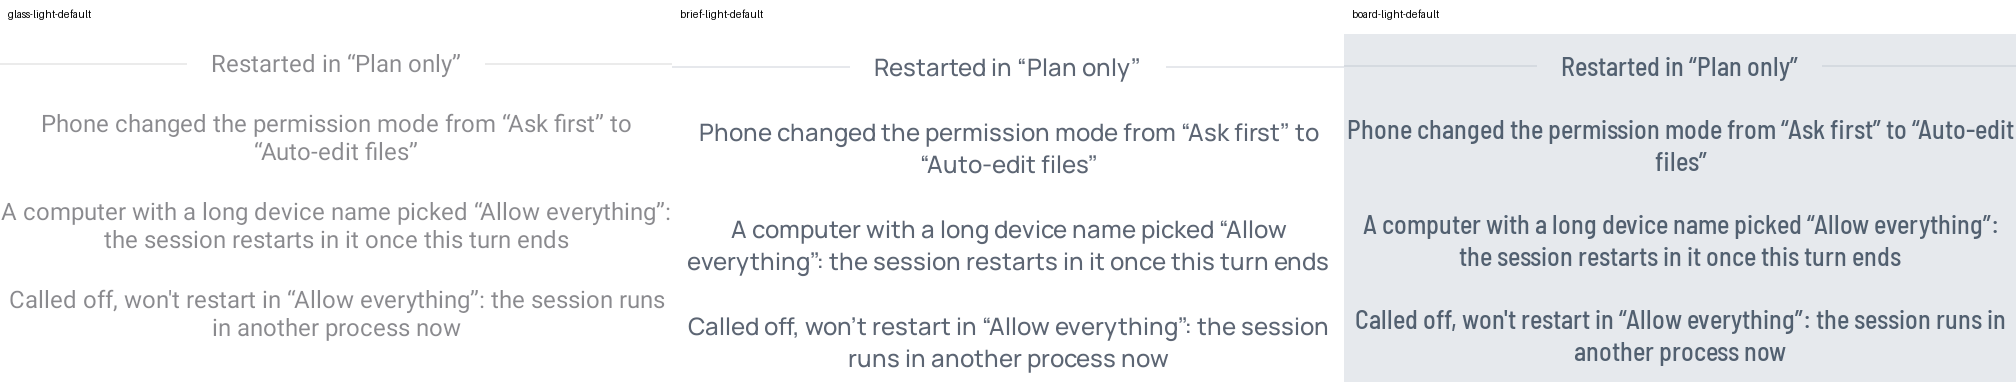 glass-light-default
Restarted in “Plan only”
Phone changed the permission mode from “Ask first” to
“Auto-edit files”
A computer with a long device name picked “Allow everything”:
the session restarts in it once this turn ends
Called off, won't restart in “Allow everything”: the session runs
in another process now
brief-light-default
Restarted in “Plan only”
Phone changed the permission mode from “Ask first” to
“Auto-edit files”
A computer with a long device name picked “Allow
everything”: the session restarts in it once this turn ends
Called off, won't restart in “Allow everything”: the session
runs in another process now
board-light-default
Restarted in “Plan only”
Phone changed the permission mode from “Ask first” to “Auto-edit
files”
A computer with a long device name picked “Allow everything”:
the session restarts in it once this turn ends
Called off, won't restart in “Allow everything”: the session runs in
another process now